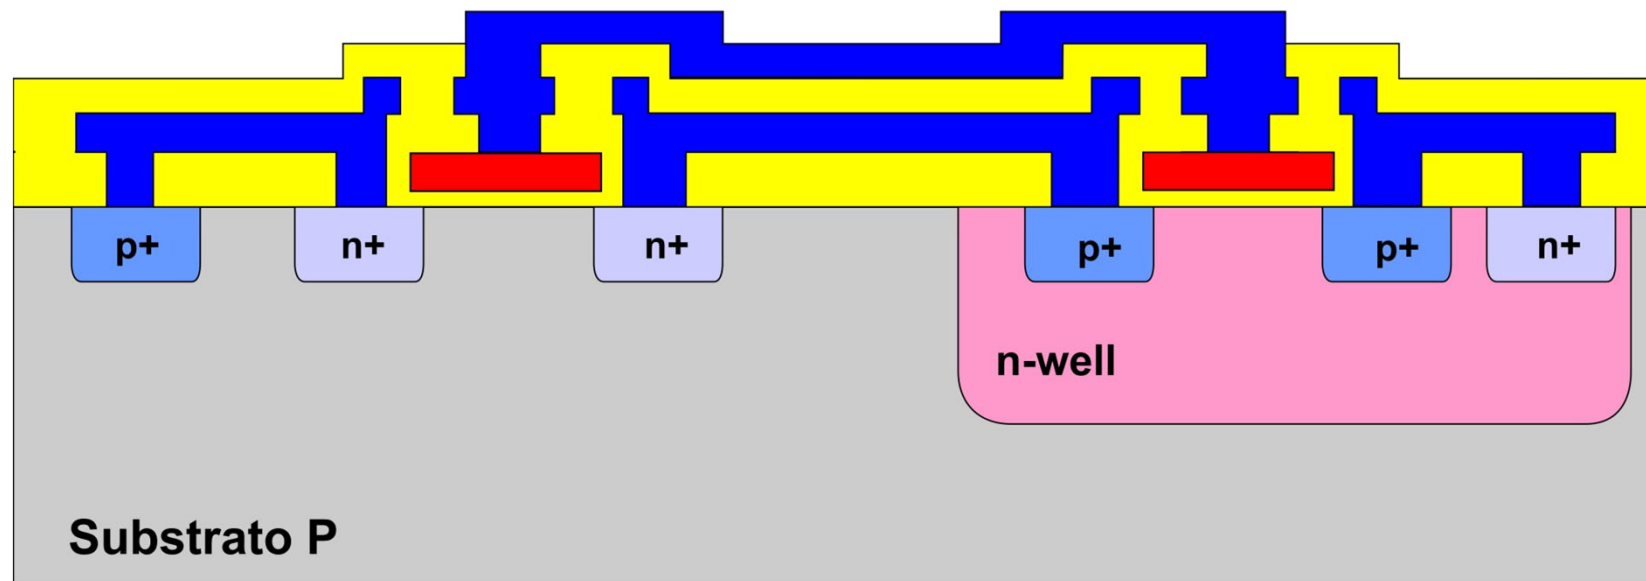 p+
n+
n+
p+
p+
n+
n-well
Substrato P